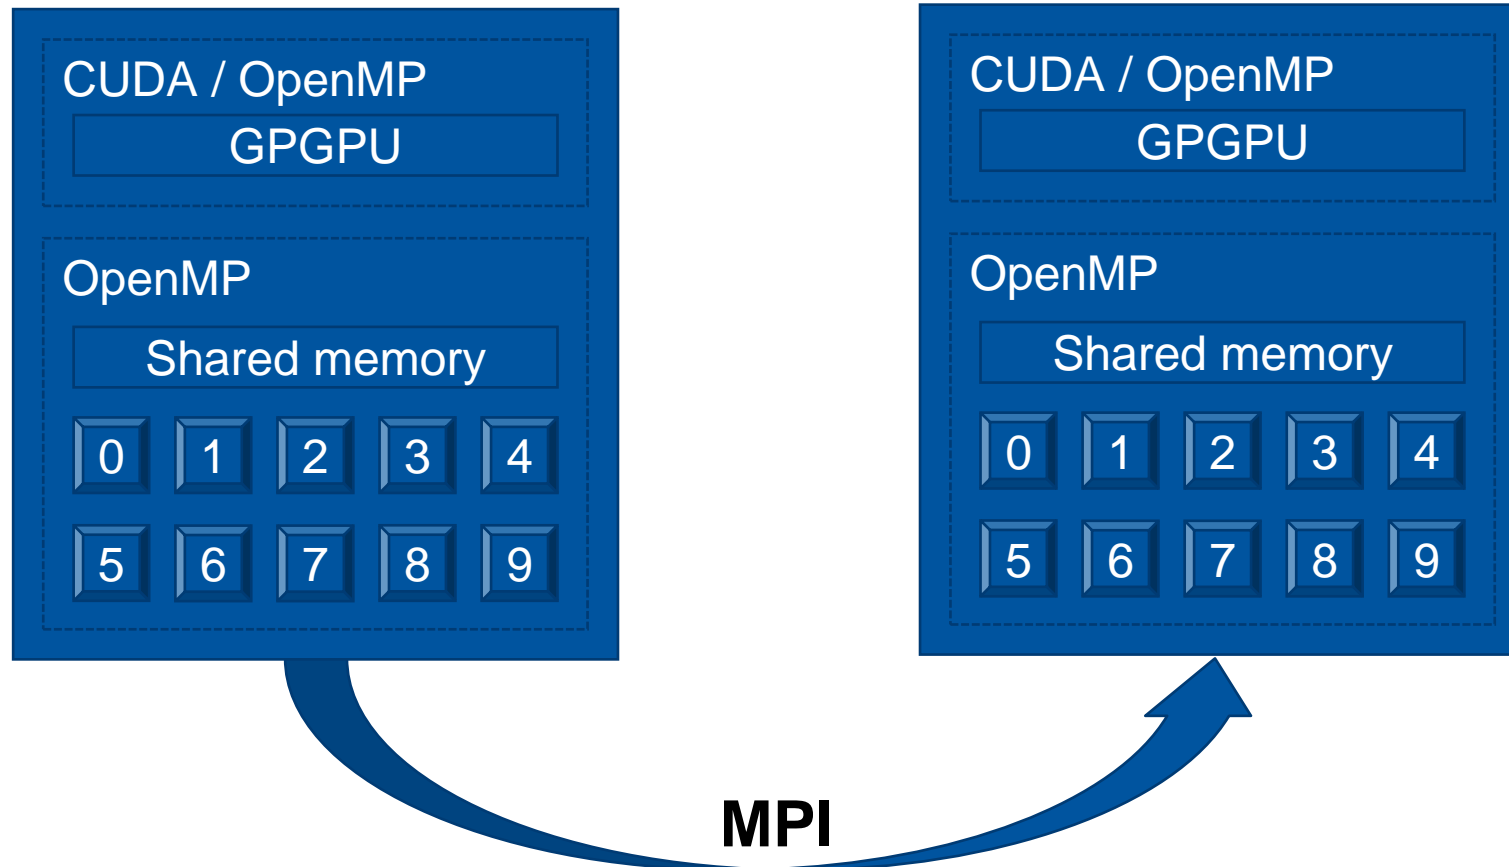 CUDA / OpenMP
GPGPU
OpenMP
Shared memory
0 1 2 3 4
5 6 7 8 9
CUDA / OpenMP
GPGPU
OpenMP
Shared memory
0 1 2 3 4
5 6 7 8 9
MPI